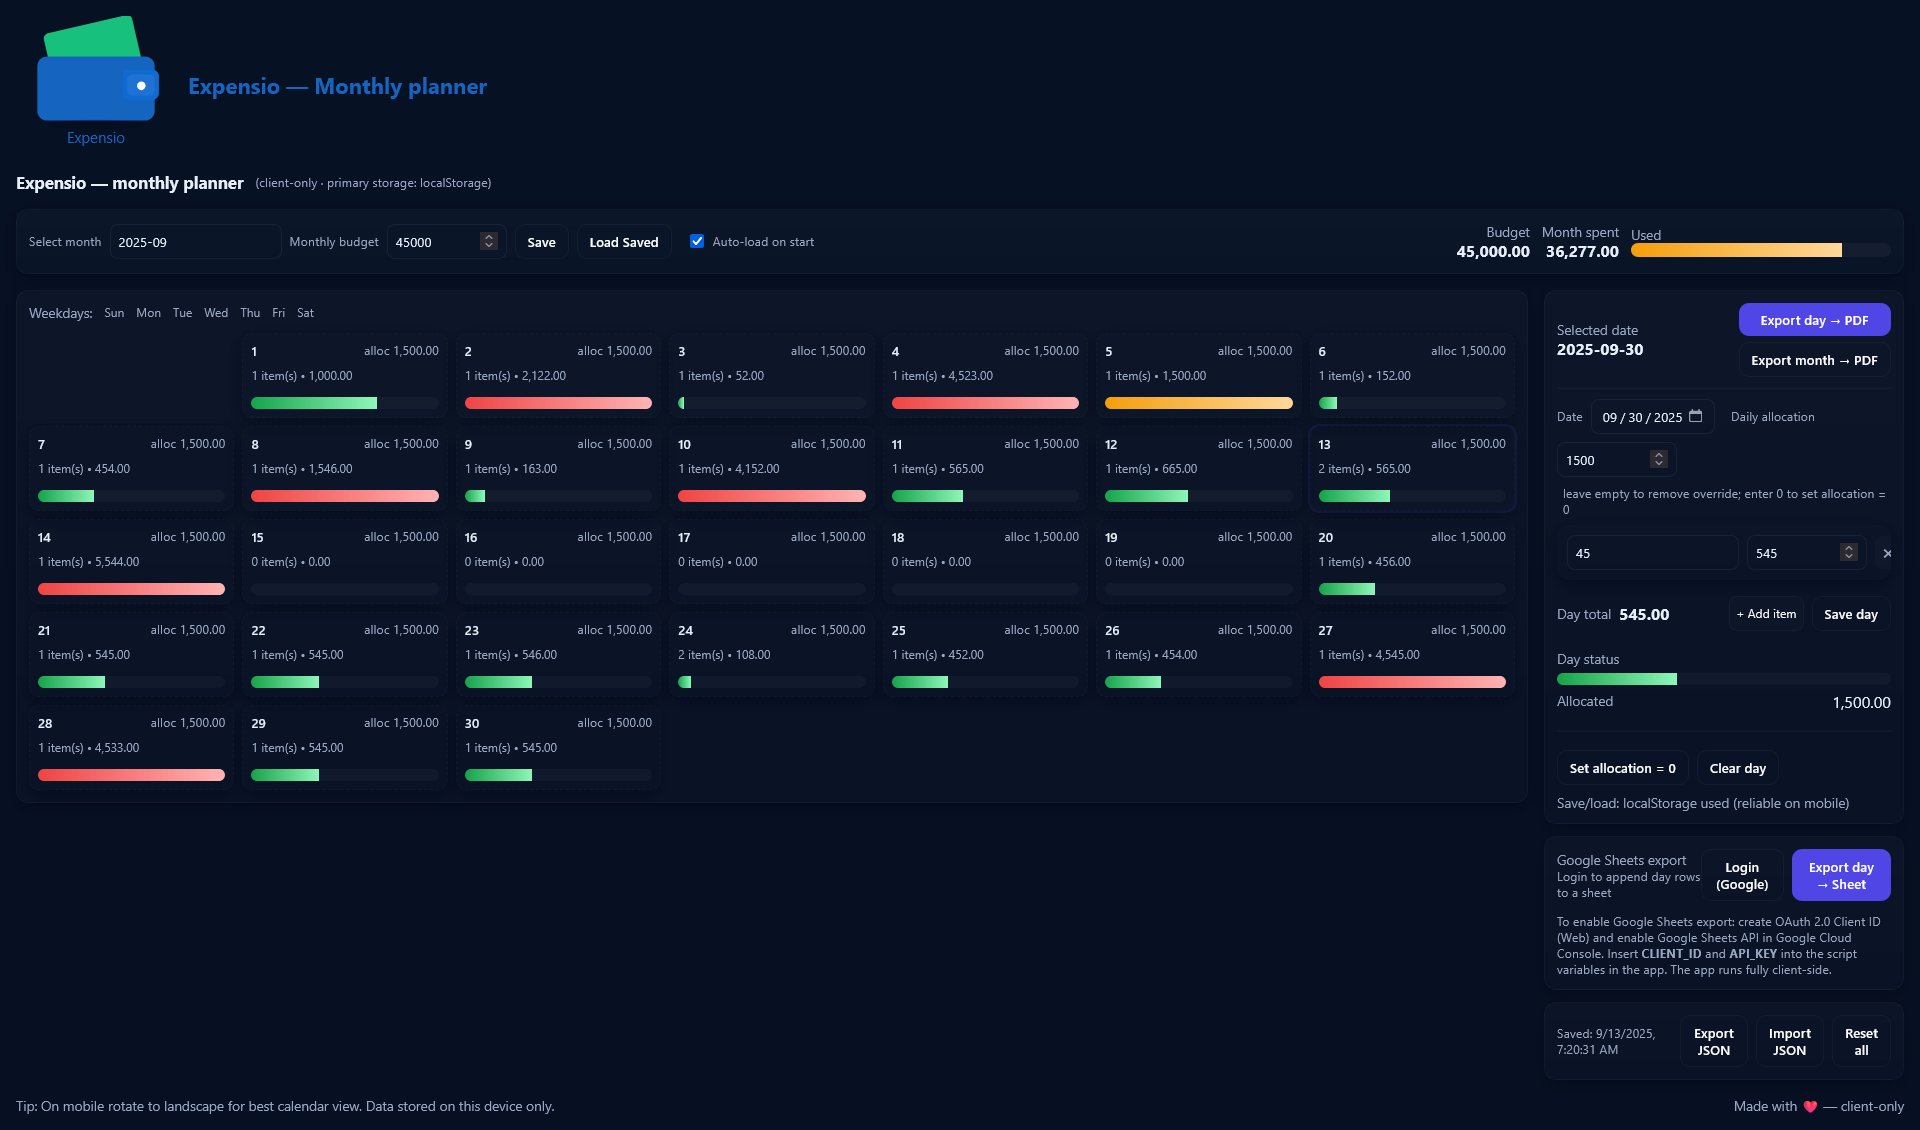 Expensio — Monthly planner
Expensio
Expensio — monthly planner (client-only · primary storage: localStorage)
Select month 2025-09 Monthly budget 45000 Save Load Saved Auto-load on start
Budget 45,000.00
Month spent 36,277.00
Used
Weekdays: Sun Mon Tue Wed Thu Fri Sat
1 alloc 1,500.00
1 item(s) • 1,000.00
2 alloc 1,500.00
1 item(s) • 2,122.00
3 alloc 1,500.00
1 item(s) • 52.00
4 alloc 1,500.00
1 item(s) • 4,523.00
5 alloc 1,500.00
1 item(s) • 1,500.00
6 alloc 1,500.00
1 item(s) • 152.00
7 alloc 1,500.00
1 item(s) • 454.00
8 alloc 1,500.00
1 item(s) • 1,546.00
9 alloc 1,500.00
1 item(s) • 163.00
10 alloc 1,500.00
1 item(s) • 4,152.00
11 alloc 1,500.00
1 item(s) • 565.00
12 alloc 1,500.00
1 item(s) • 665.00
13 alloc 1,500.00
2 item(s) • 565.00
14 alloc 1,500.00
1 item(s) • 5,544.00
15 alloc 1,500.00
0 item(s) • 0.00
16 alloc 1,500.00
0 item(s) • 0.00
17 alloc 1,500.00
0 item(s) • 0.00
18 alloc 1,500.00
0 item(s) • 0.00
19 alloc 1,500.00
0 item(s) • 0.00
20 alloc 1,500.00
1 item(s) • 456.00
21 alloc 1,500.00
1 item(s) • 545.00
22 alloc 1,500.00
1 item(s) • 545.00
23 alloc 1,500.00
1 item(s) • 546.00
24 alloc 1,500.00
2 item(s) • 108.00
25 alloc 1,500.00
1 item(s) • 452.00
26 alloc 1,500.00
1 item(s) • 454.00
27 alloc 1,500.00
1 item(s) • 4,545.00
28 alloc 1,500.00
1 item(s) • 4,533.00
29 alloc 1,500.00
1 item(s) • 545.00
30 alloc 1,500.00
1 item(s) • 545.00
Selected date
2025-09-30
Export day → PDF
Export month → PDF
Date 09 / 30 / 2025 Daily allocation
1500
leave empty to remove override; enter 0 to set allocation =
0
45 545 ×
Day total 545.00 + Add item Save day
Day status
Allocated 1,500.00
Set allocation = 0 Clear day
Save/load: localStorage used (reliable on mobile)
Google Sheets export
Login to append day rows
to a sheet
Login
(Google)
Export day
→ Sheet
To enable Google Sheets export: create OAuth 2.0 Client ID
(Web) and enable Google Sheets API in Google Cloud
Console. Insert CLIENT_ID and API_KEY into the script
variables in the app. The app runs fully client-side.
Saved: 9/13/2025,
7:20:31 AM
Export
JSON
Import
JSON
Reset
all
Tip: On mobile rotate to landscape for best calendar view. Data stored on this device only.
Made with ❤️ — client-only